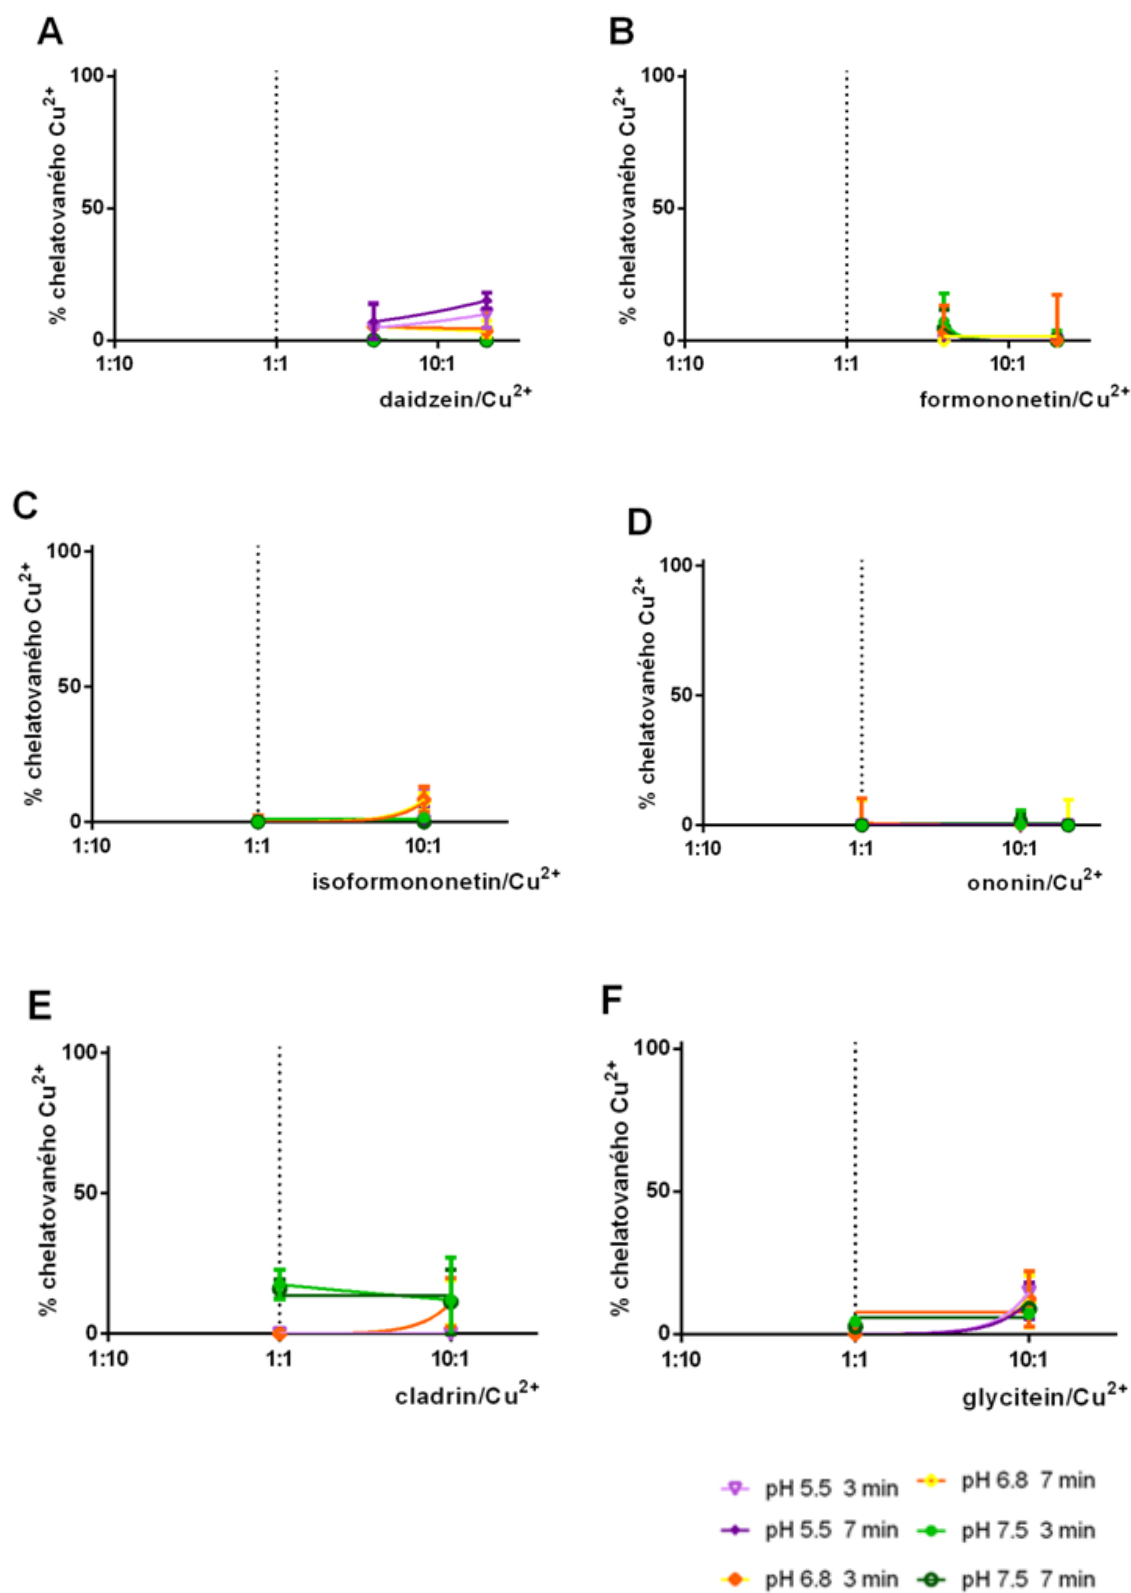 A
% chelatovaného Cu2+
100
50
0
1:10
1:1
10:1
daidzein/Cu2+
B
% chelatovaného Cu2+
100
50
0
1:10
1:1
10:1
formononetin/Cu2+
C
% chelatovaného Cu2+
100
50
0
1:10
1:1
10:1
isoformononetin/Cu2+
D
% chelatovaného Cu2+
100
50
0
1:10
1:1
10:1
ononin/Cu2+
E
% chelatovaného Cu2+
100
50
0
1:10
1:1
10:1
cladrin/Cu2+
F
% chelatovaného Cu2+
100
50
0
1:10
1:1
10:1
glycitein/Cu2+
pH 5.5 3 min
pH 5.5 7 min
pH 6.8 3 min
pH 6.8 7 min
pH 7.5 3 min
pH 7.5 7 min